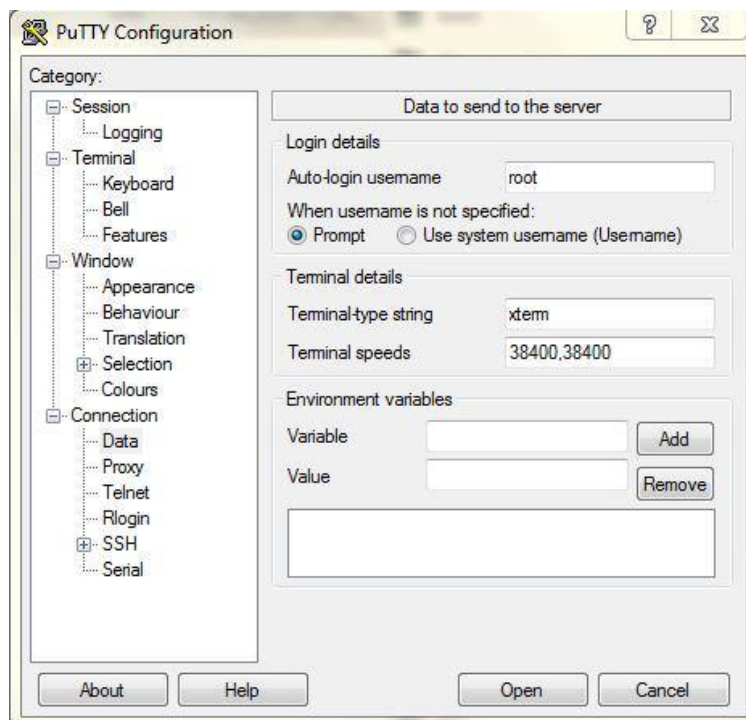 PuTTY Configuration
Category:
Session
Logging
Terminal
Keyboard
Bell
Features
Window
Appearance
Behaviour
Translation
Selection
Colours
Connection
Data
Proxy
Telnet
Rlogin
SSH
Serial
Data to send to the server
Login details
Auto-login username root
When username is not specified:
Prompt Use system username (Username)
Terminal details
Terminal-type string xterm
Terminal speeds 38400,38400
Environment variables
Variable Add
Value Remove
About Help Open Cancel